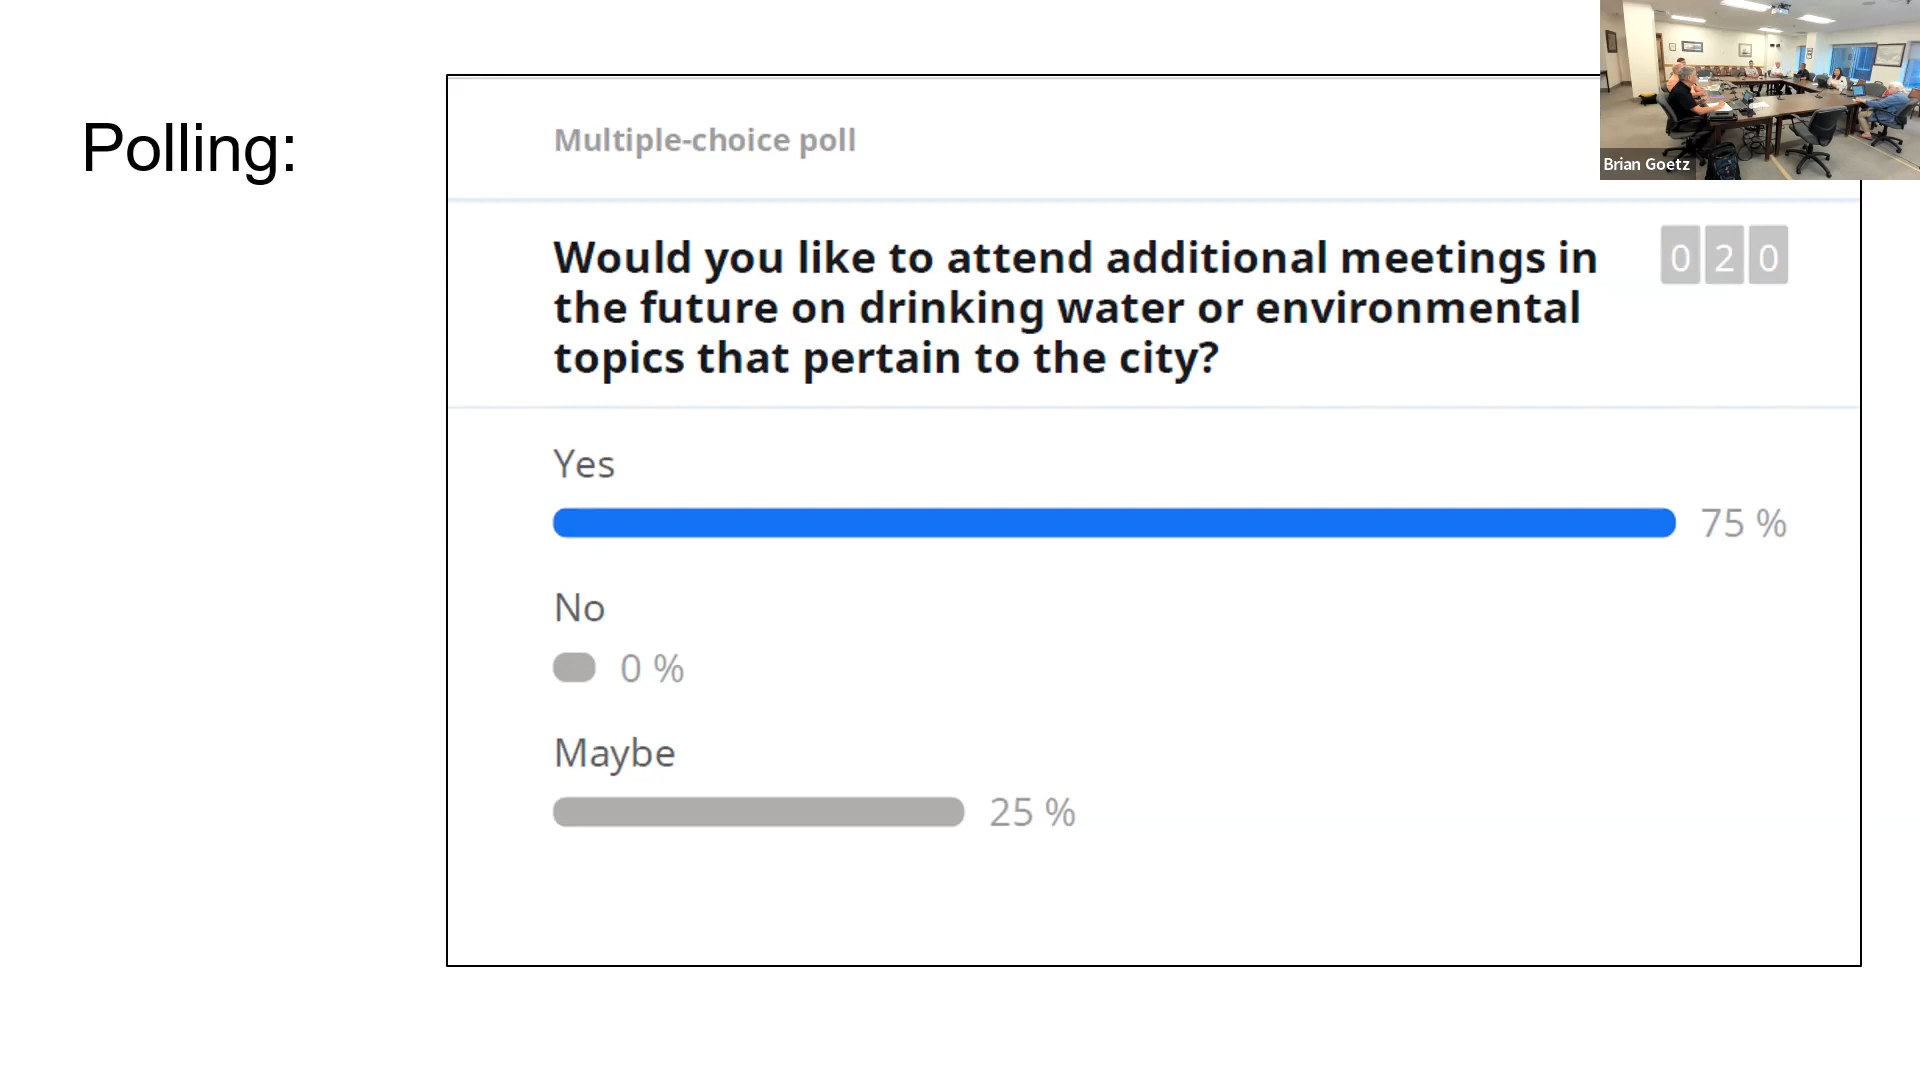 Polling:
Multiple-choice poll
Would you like to attend additional meetings in
the future on drinking water or environmental
topics that pertain to the city?
0 2 0
Yes
75 %
No
0 %
Maybe
25 %
Brian Goetz